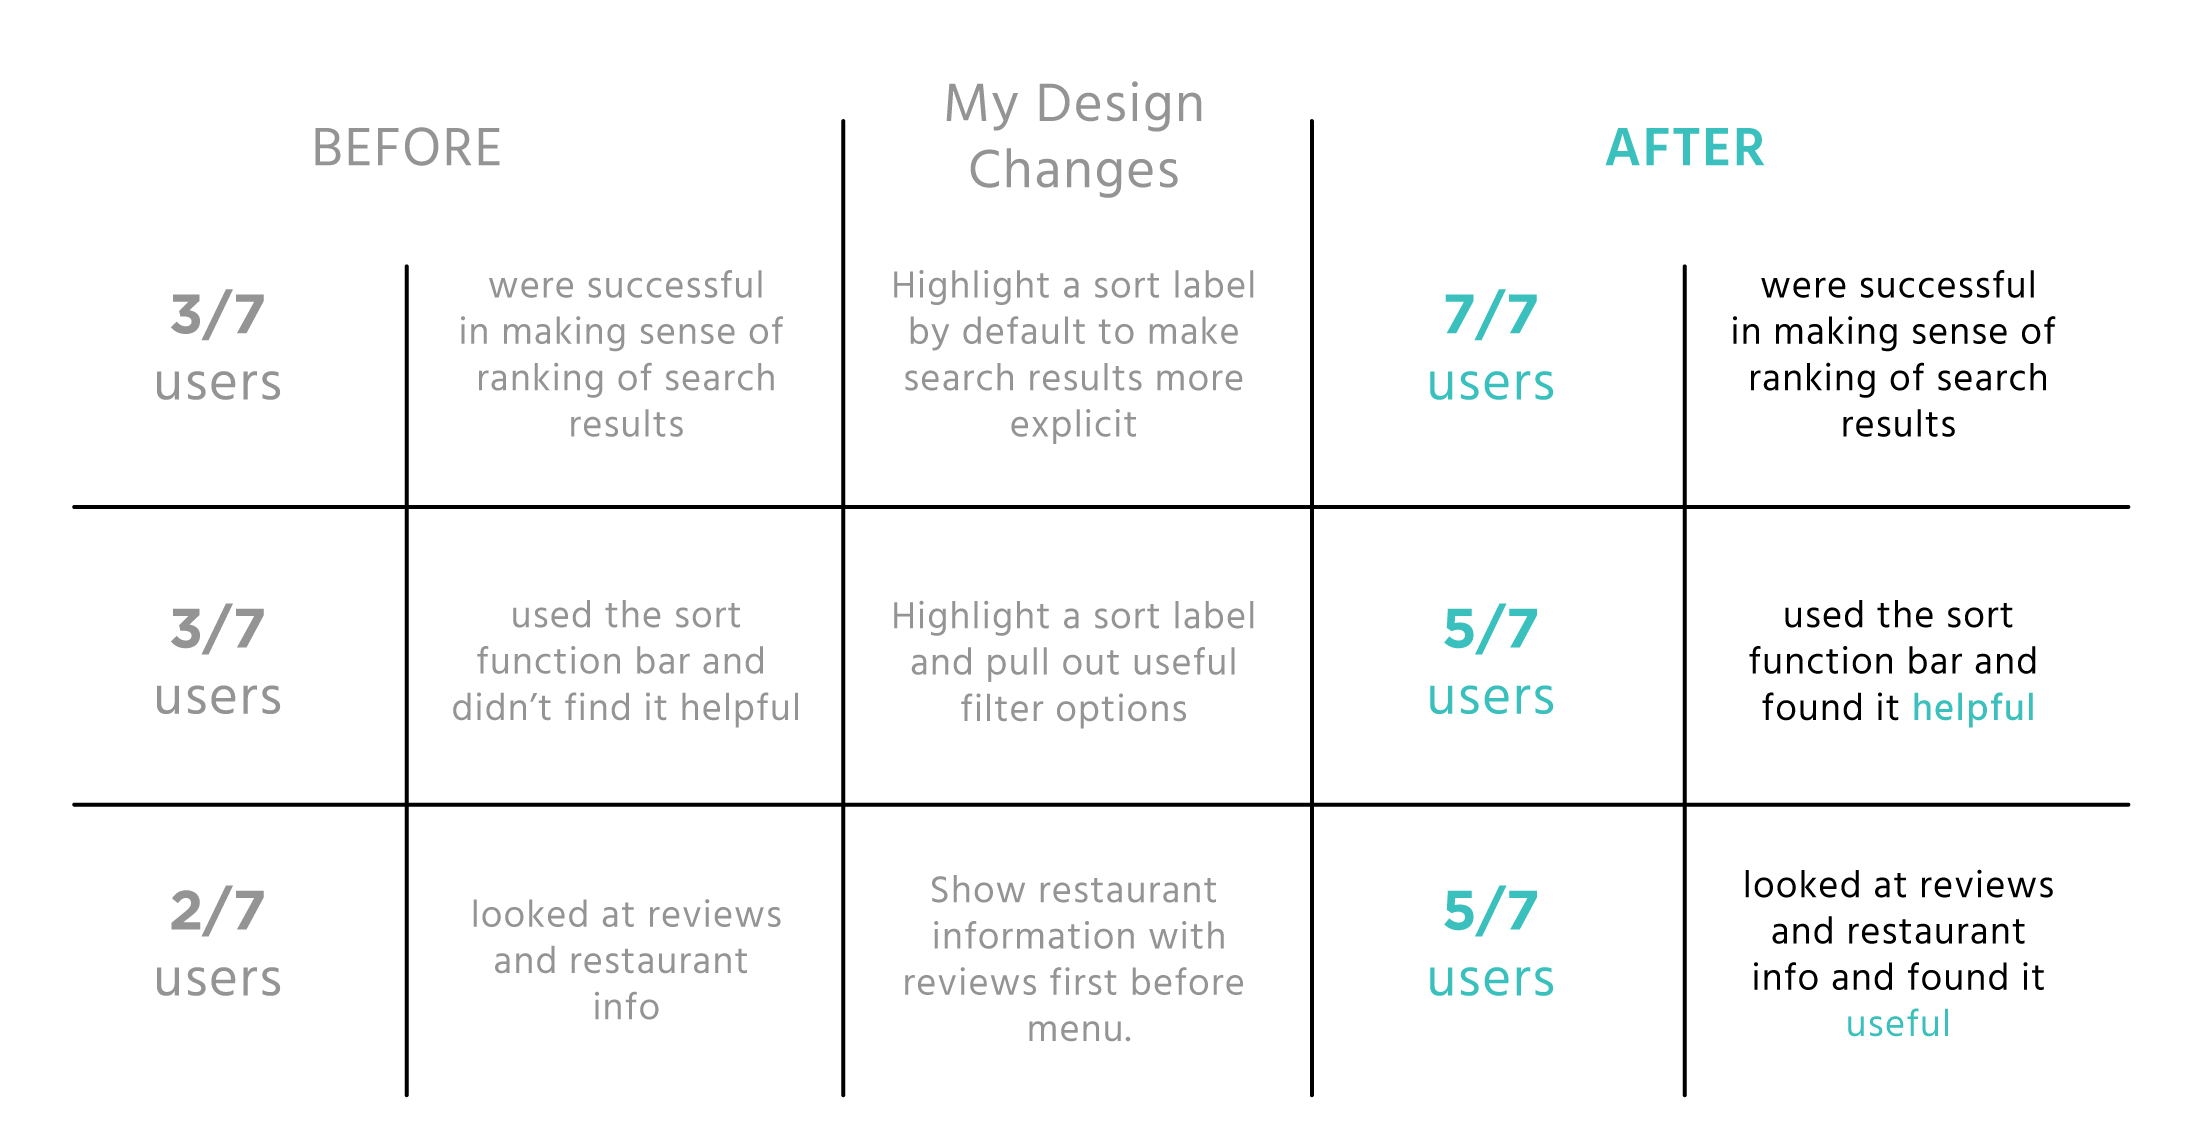 BEFORE
My Design
Changes
AFTER
3/7
users
were successful
in making sense of
ranking of search
results
Highlight a sort label
by default to make
search results more
explicit
7/7
users
were successful
in making sense of
ranking of search
results
3/7
users
used the sort
function bar and
didn’t find it helpful
Highlight a sort label
and pull out useful
filter options
5/7
users
used the sort
function bar and
found it helpful
2/7
users
looked at reviews
and restaurant
info
Show restaurant
information with
reviews first before
menu.
5/7
users
looked at reviews
and restaurant
info and found it
useful